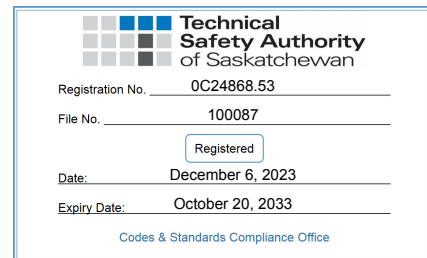 Technical
Safety Authority
of Saskatchewan
Registration No. 0C24868.53
File No. 100087
Registered
Date: December 6, 2023
Expiry Date: October 20, 2033
Codes & Standards Compliance Office